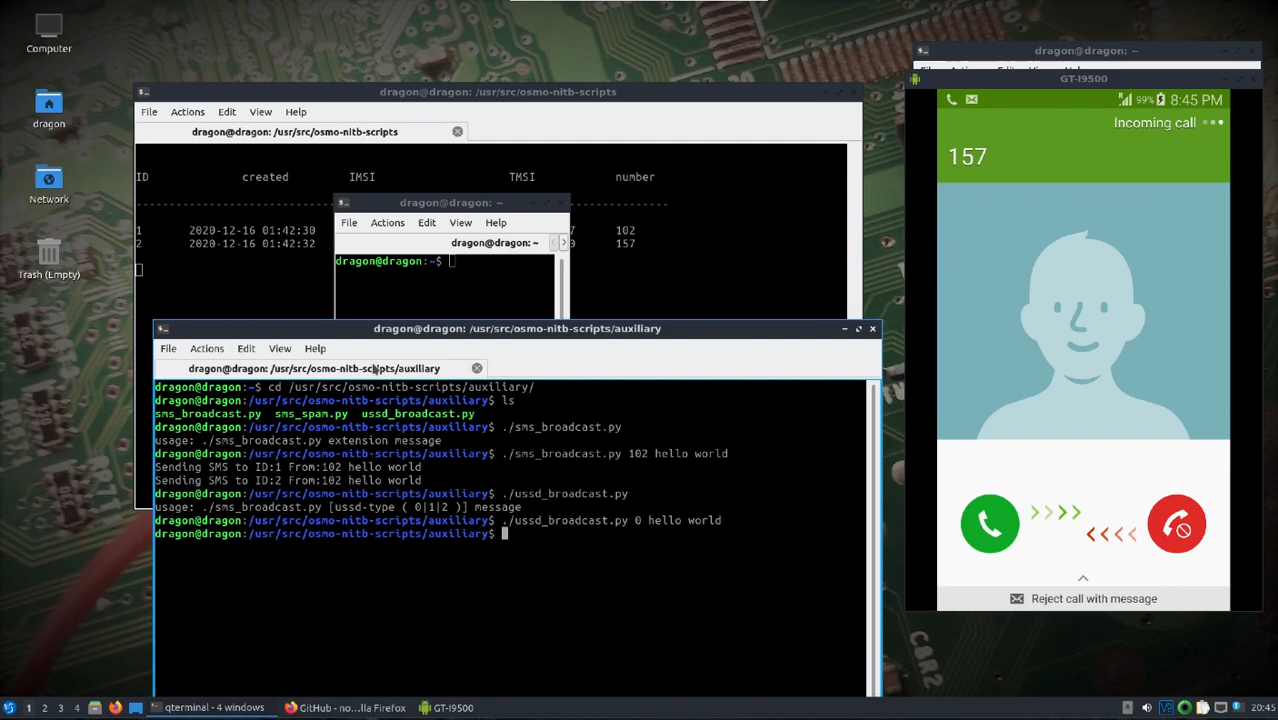 Computer
dragon
Network
Trash (Empty)
dragon@dragon: /usr/src/osmo-nitb-scripts
File Actions Edit View Help
dragon@dragon: /usr/src/osmo-nitb-scripts
ID created IMSI TMSI number
1 2020-12-16 01:42:30 7 102
2 2020-12-16 01:42:32 0 157
dragon@dragon: ~
File Actions Edit View Help
dragon@dragon: ~
dragon@dragon:~$
dragon@dragon: /usr/src/osmo-nitb-scripts/auxiliary
File Actions Edit View Help
dragon@dragon: /usr/src/osmo-nitb-scripts/auxiliary
dragon@dragon:~$ cd /usr/src/osmo-nitb-scripts/auxiliary/
dragon@dragon:/usr/src/osmo-nitb-scripts/auxiliary$ ls
sms_broadcast.py sms_spam.py ussd_broadcast.py
dragon@dragon:/usr/src/osmo-nitb-scripts/auxiliary$ ./sms_broadcast.py
usage: ./sms_broadcast.py extension message
dragon@dragon:/usr/src/osmo-nitb-scripts/auxiliary$ ./sms_broadcast.py 102 hello world
Sending SMS to ID:1 From:102 hello world
Sending SMS to ID:2 From:102 hello world
dragon@dragon:/usr/src/osmo-nitb-scripts/auxiliary$ ./ussd_broadcast.py
usage: ./sms_broadcast.py [ussd-type ( 0|1|2 )] message
dragon@dragon:/usr/src/osmo-nitb-scripts/auxiliary$ ./ussd_broadcast.py 0 hello world
dragon@dragon:/usr/src/osmo-nitb-scripts/auxiliary$
dragon@dragon: ~
GT-I9500
99% 8:45 PM
Incoming call
157
Reject call with message
1 2 3 4 qterminal - 4 windows GitHub - no...lla Firefox GT-I9500 20:45